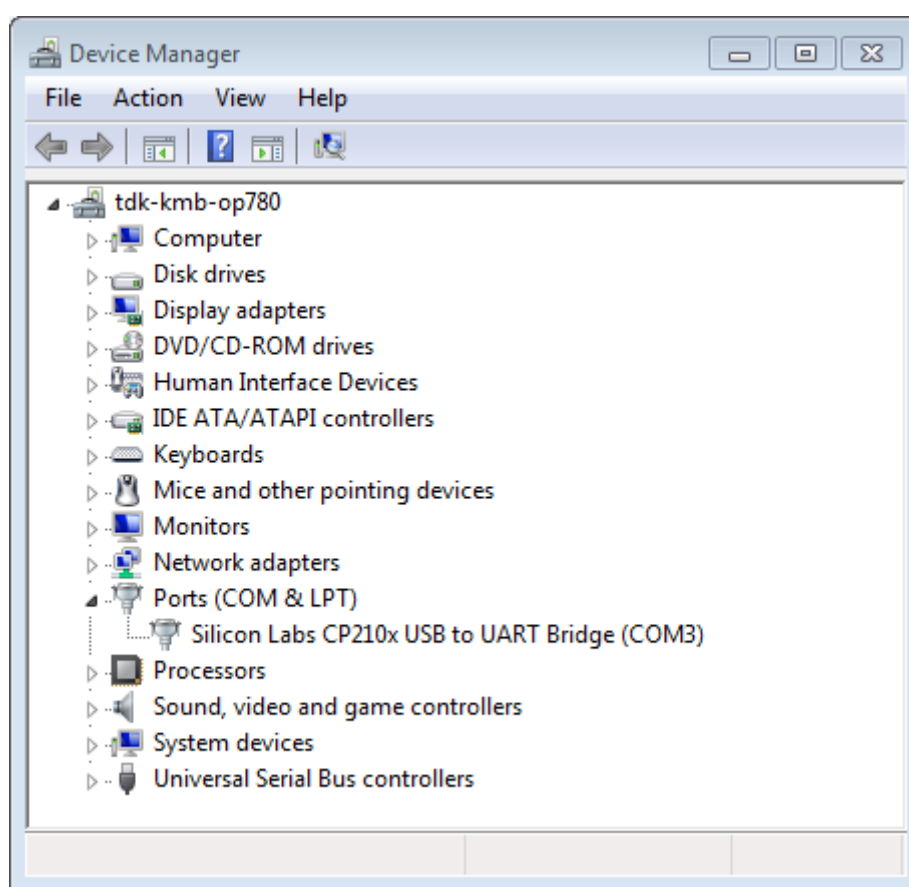 Device Manager
File Action View Help
tdk-kmb-op780
Computer
Disk drives
Display adapters
DVD/CD-ROM drives
Human Interface Devices
IDE ATA/ATAPI controllers
Keyboards
Mice and other pointing devices
Monitors
Network adapters
Ports (COM & LPT)
Silicon Labs CP210x USB to UART Bridge (COM3)
Processors
Sound, video and game controllers
System devices
Universal Serial Bus controllers